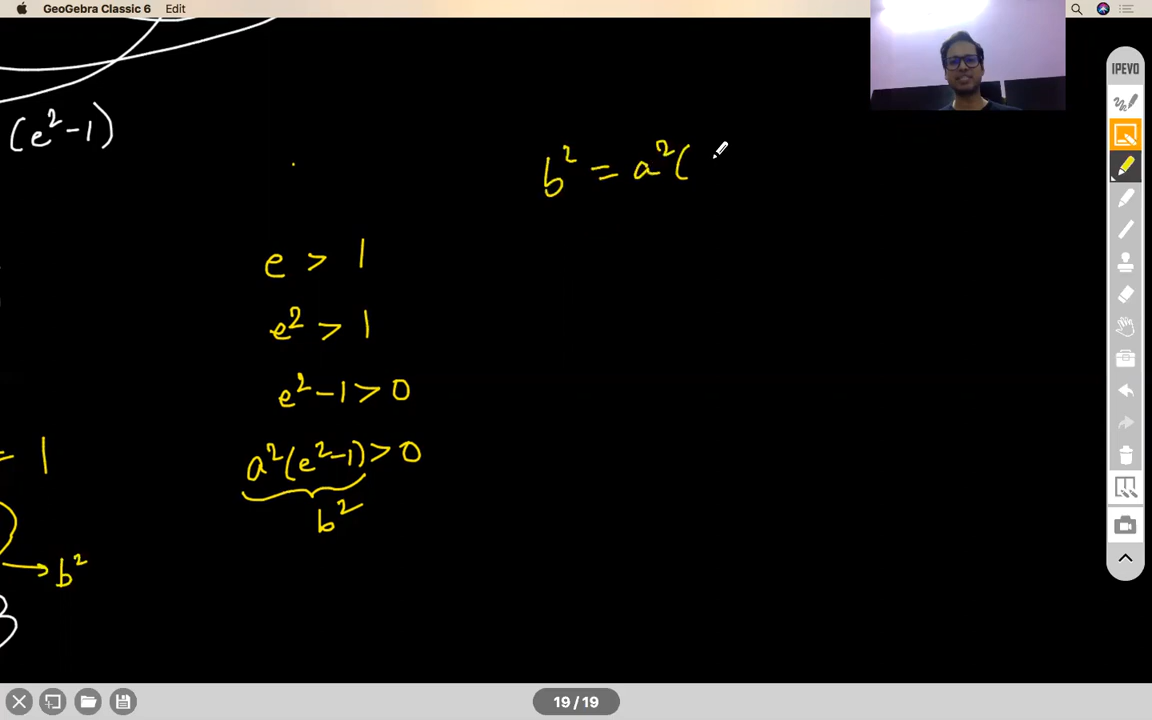 GeoGebra Classic 6 Edit
IPEVO
(e²-1)
b² = a²(
e > 1
e² > 1
e² - 1 > 0
a²(e²-1) > 0
b²
= 1
→ b²
19 / 19